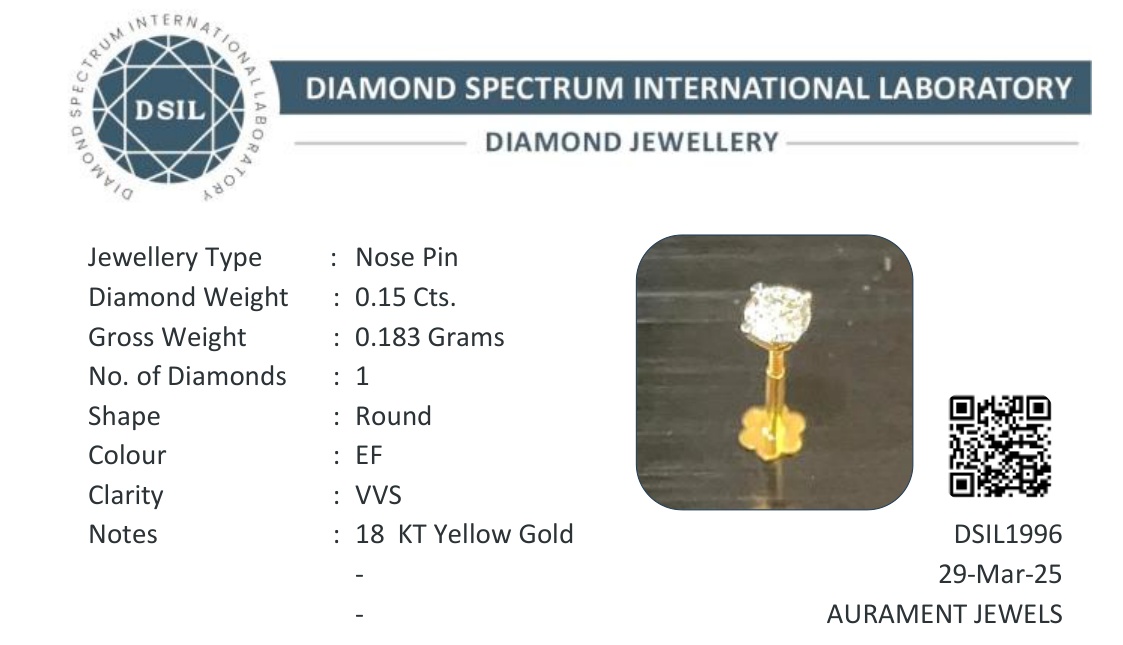 DIAMOND SPECTRUM INTERNATIONAL LABORATORY
DSIL
DIAMOND SPECTRUM INTERNATIONAL LABORATORY
DIAMOND JEWELLERY
Jewellery Type : Nose Pin
Diamond Weight : 0.15 Cts.
Gross Weight : 0.183 Grams
No. of Diamonds : 1
Shape : Round
Colour : EF
Clarity : VVS
Notes : 18 KT Yellow Gold
-
-
DSIL1996
29-Mar-25
AURAMENT JEWELS